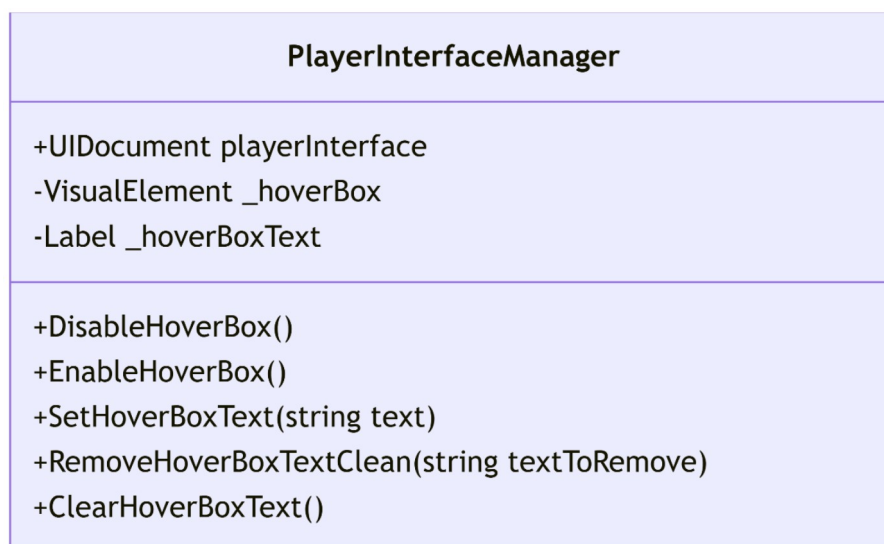 PlayerInterfaceManager
+UIDocument playerInterface
-VisualElement _hoverBox
-Label _hoverBoxText
+DisableHoverBox()
+EnableHoverBox()
+SetHoverBoxText(string text)
+RemoveHoverBoxTextClean(string textToRemove)
+ClearHoverBoxText()